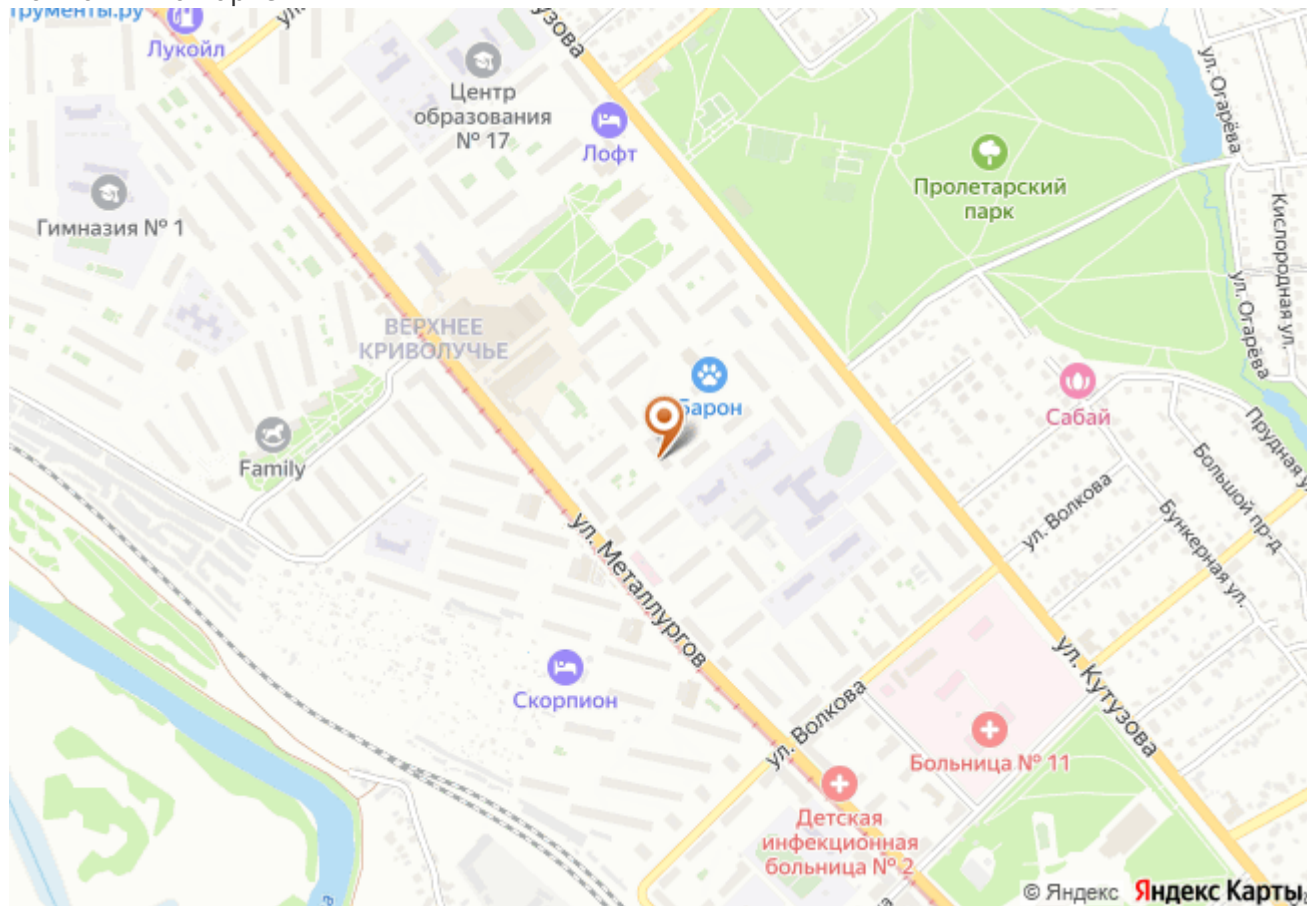 трументы.ру
Лукойл
Центр
образования
№ 17
Лофт
Пролетарский
парк
ул. Огарёва
Кислородная ул.
ул. Огарёва
Гимназия № 1
ВЕРХНЕЕ
КРИВОЛУЧЬЕ
Барон
Сабай
Family
Прудная у
Большой пр-д
ул. Волкова
Бункерная ул.
ул. Металлургов
Скорпион
ул. Кутузова
ул. Волкова
Больница № 11
Детская
инфекционная
больница № 2
© Яндекс Яндекс Карты